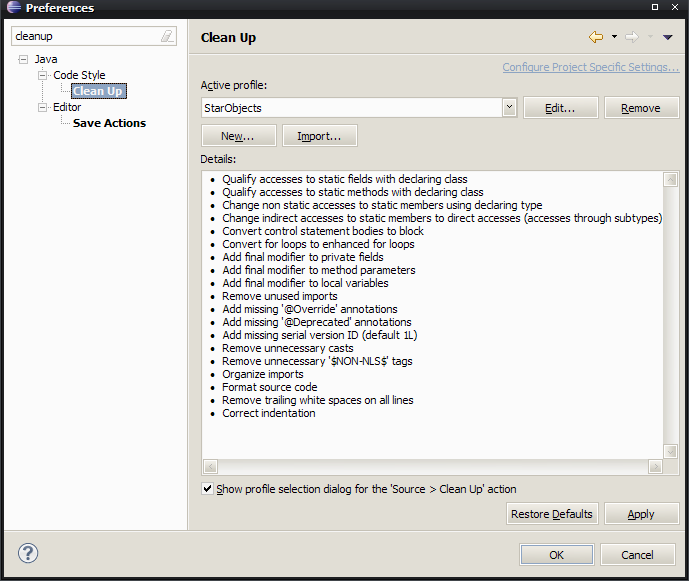 Preferences
cleanup
Clean Up
Java
Code Style
Clean Up
Editor
Save Actions
Configure Project Specific Settings...
Active profile:
StarObjects
Edit...
Remove
New...
Import...
Details:
• Qualify accesses to static fields with declaring class
• Qualify accesses to static methods with declaring class
• Change non static accesses to static members using declaring type
• Change indirect accesses to static members to direct accesses (accesses through subtypes)
• Convert control statement bodies to block
• Convert for loops to enhanced for loops
• Add final modifier to private fields
• Add final modifier to method parameters
• Add final modifier to local variables
• Remove unused imports
• Add missing '@Override' annotations
• Add missing '@Deprecated' annotations
• Add missing serial version ID (default 1L)
• Remove unnecessary casts
• Remove unnecessary '$NON-NLS$' tags
• Organize imports
• Format source code
• Remove trailing white spaces on all lines
• Correct indentation
Show profile selection dialog for the 'Source > Clean Up' action
Restore Defaults
Apply
?
OK
Cancel